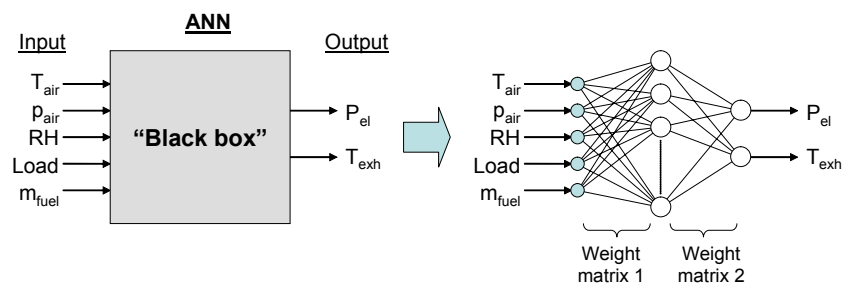 ANN
Input
Output
T_air
p_air
RH
Load
m_fuel
“Black box”
P_el
T_exh
T_air
p_air
RH
Load
m_fuel
P_el
T_exh
Weight
matrix 1
Weight
matrix 2